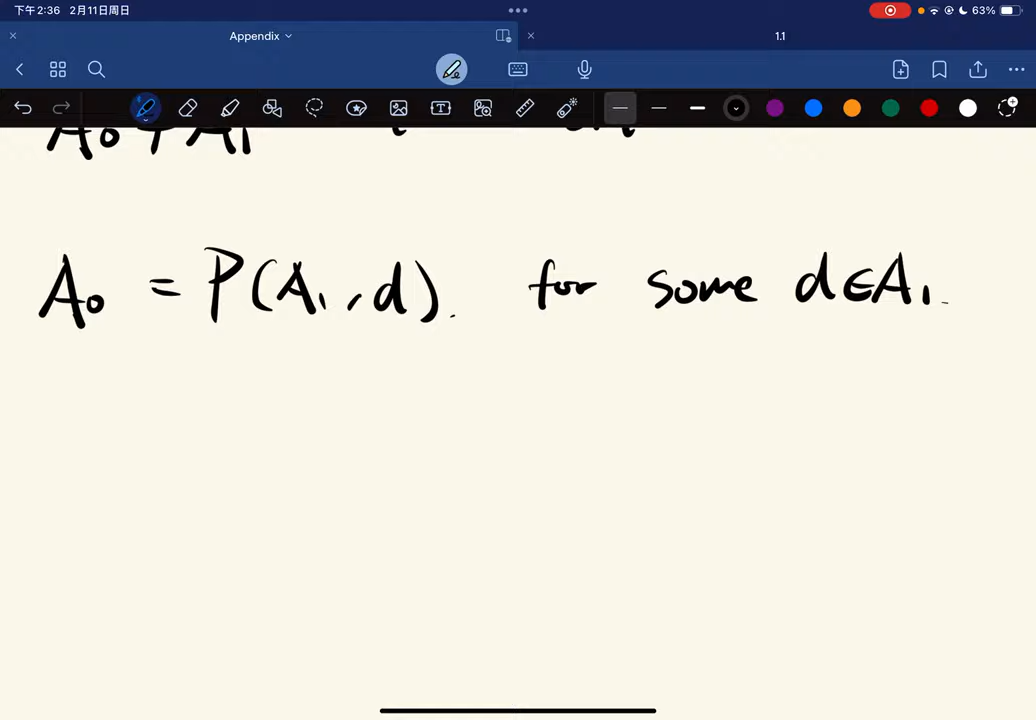 下午2:36 2月11日周日
63%
Appendix
1.1
T
A₀ = P(A₁, d). for some d∈A₁.